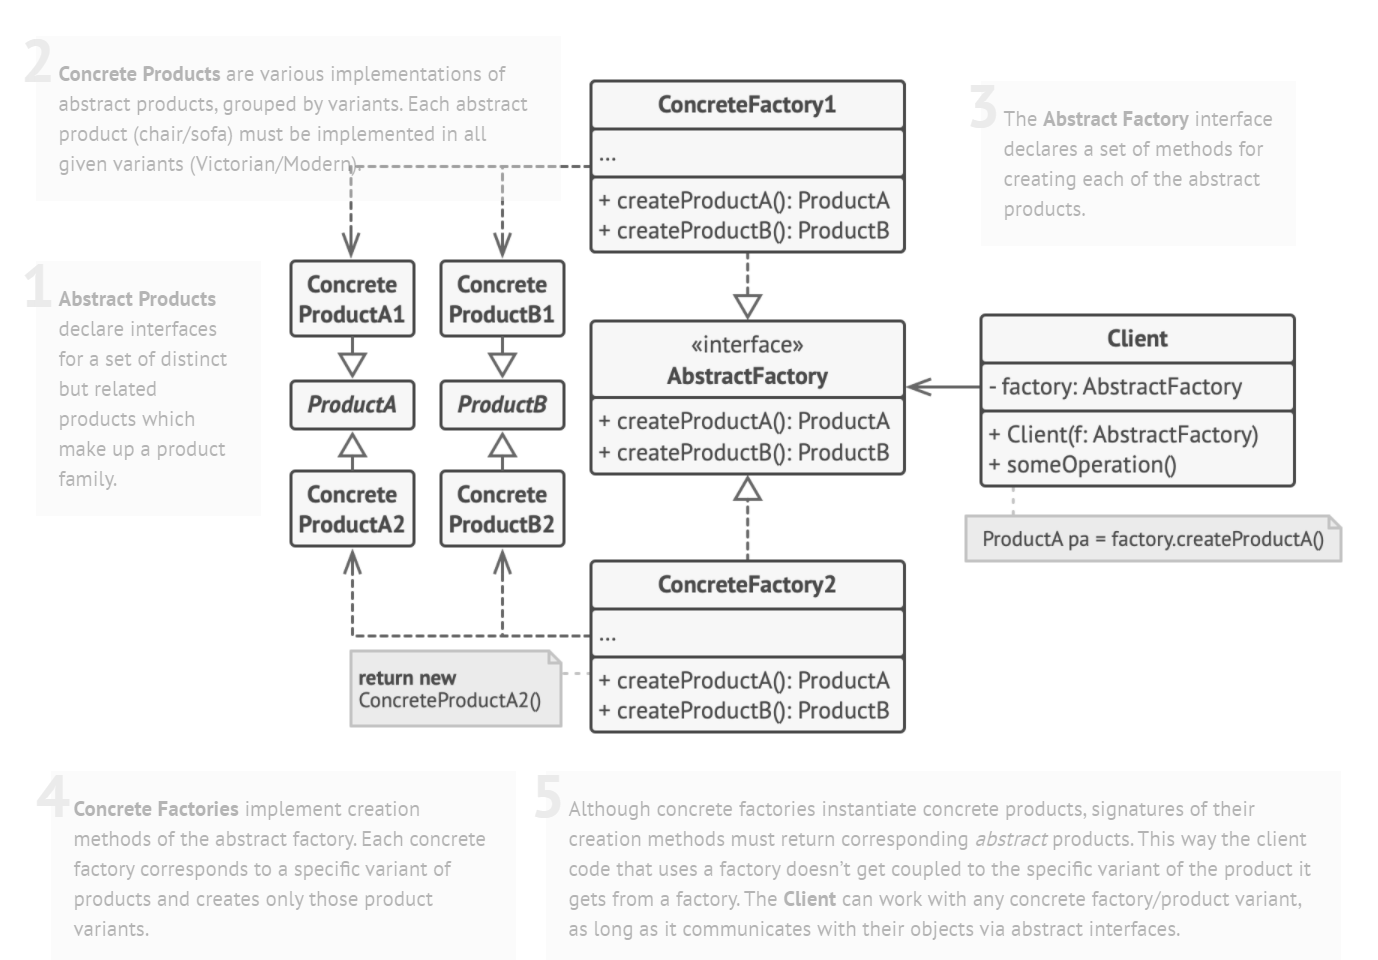 2
Concrete Products are various implementations of
abstract products, grouped by variants. Each abstract
product (chair/sofa) must be implemented in all
given variants (Victorian/Modern).
ConcreteFactory1
...
+ createProductA(): ProductA
+ createProductB(): ProductB
3
The Abstract Factory interface
declares a set of methods for
creating each of the abstract
products.
1
Abstract Products
declare interfaces
for a set of distinct
but related
products which
make up a product
family.
Concrete
ProductA1
Concrete
ProductB1
ProductA
ProductB
Concrete
ProductA2
Concrete
ProductB2
«interface»
AbstractFactory
+ createProductA(): ProductA
+ createProductB(): ProductB
Client
- factory: AbstractFactory
+ Client(f: AbstractFactory)
+ someOperation()
ProductA pa = factory.createProductA()
ConcreteFactory2
...
+ createProductA(): ProductA
+ createProductB(): ProductB
return new
ConcreteProductA2()
4
Concrete Factories implement creation
methods of the abstract factory. Each concrete
factory corresponds to a specific variant of
products and creates only those product
variants.
5
Although concrete factories instantiate concrete products, signatures of their
creation methods must return corresponding abstract products. This way the client
code that uses a factory doesn’t get coupled to the specific variant of the product it
gets from a factory. The Client can work with any concrete factory/product variant,
as long as it communicates with their objects via abstract interfaces.